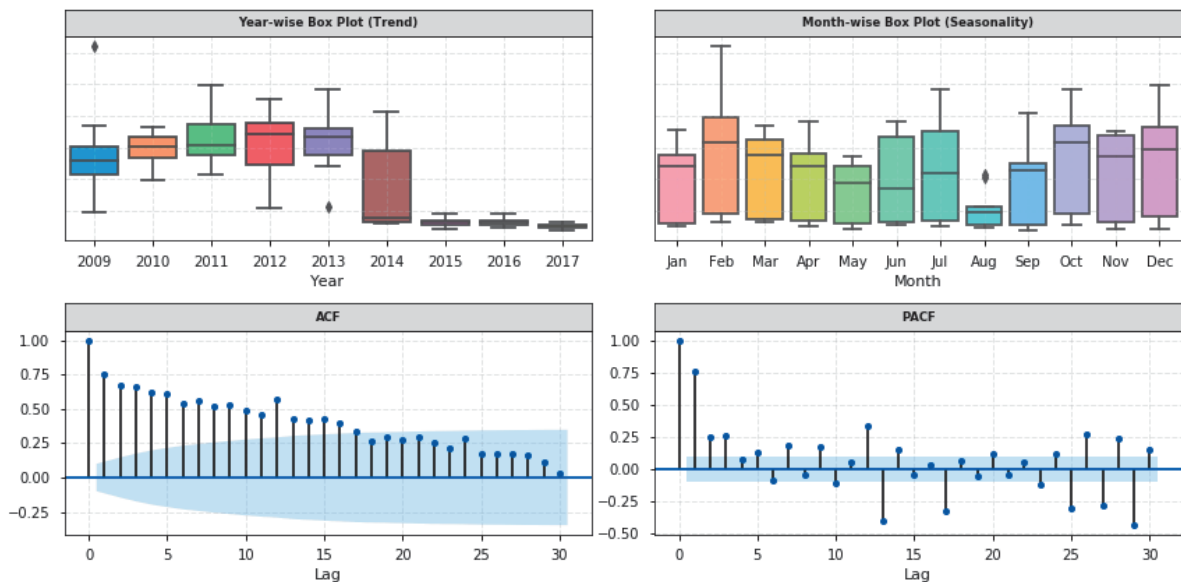 Year-wise Box Plot (Trend)
2009 2010 2011 2012 2013 2014 2015 2016 2017
Year
Month-wise Box Plot (Seasonality)
Jan Feb Mar Apr May Jun Jul Aug Sep Oct Nov Dec
Month
ACF
1.00
0.75
0.50
0.25
0.00
−0.25
0 5 10 15 20 25 30
Lag
PACF
1.00
0.75
0.50
0.25
0.00
−0.25
−0.50
0 5 10 15 20 25 30
Lag